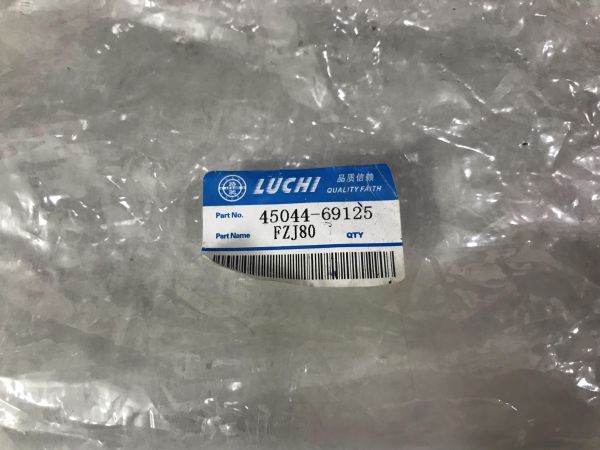 LUCHI 品质信赖
QUALITY FAITH
Part No. 45044-69125
Part Name FZJ80 QTY